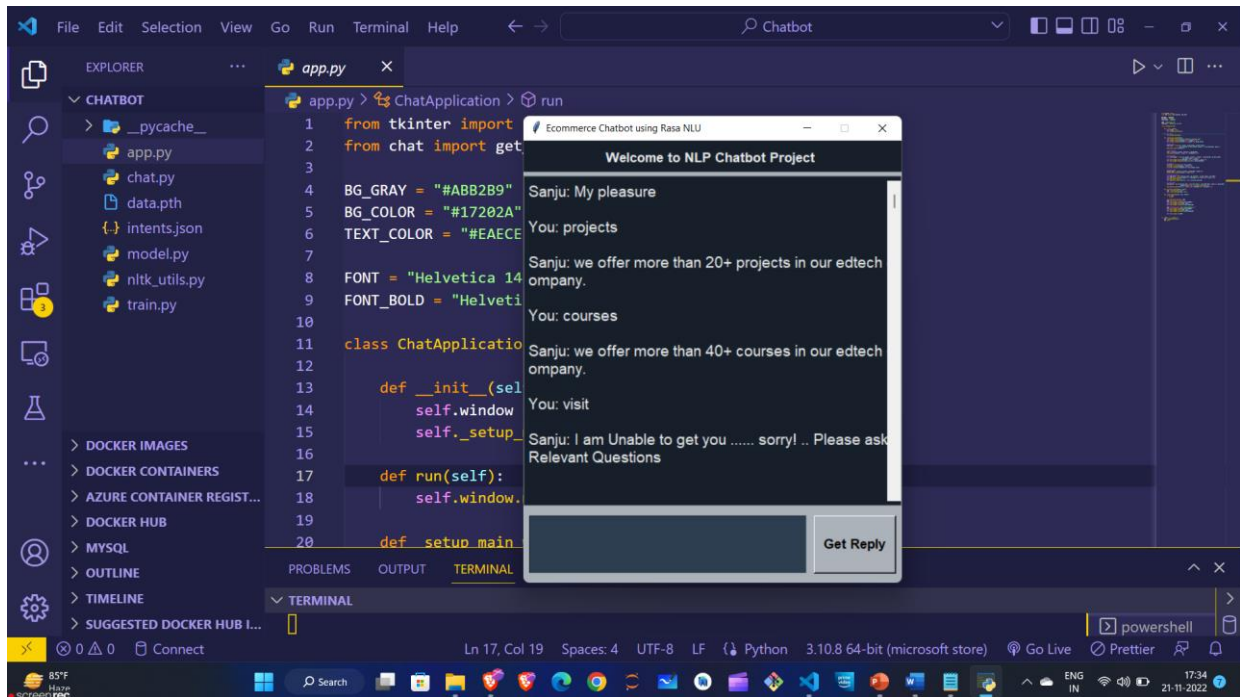 File Edit Selection View Go Run Terminal Help
Chatbot
EXPLORER
CHATBOT
__pycache__
app.py
chat.py
data.pth
intents.json
model.py
nltk_utils.py
train.py
DOCKER IMAGES
DOCKER CONTAINERS
AZURE CONTAINER REGIST...
DOCKER HUB
MYSQL
OUTLINE
TIMELINE
SUGGESTED DOCKER HUB I...
3
app.py
app.py > ChatApplication > run
1 from tkinter import
2 from chat import get_
3
4 BG_GRAY = "#ABB2B9"
5 BG_COLOR = "#17202A"
6 TEXT_COLOR = "#EAECE
7
8 FONT = "Helvetica 14
9 FONT_BOLD = "Helveti
10
11 class ChatApplicatio
12
13 def __init__(sel
14 self.window
15 self._setup_
16
17 def run(self):
18 self.window.
19
20 def _setup_main_
Ecommerce Chatbot using Rasa NLU
Welcome to NLP Chatbot Project
Sanju: My pleasure
You: projects
Sanju: we offer more than 20+ projects in our edtech
ompany.
You: courses
Sanju: we offer more than 40+ courses in our edtech
ompany.
You: visit
Sanju: I am Unable to get you ...... sorry! .. Please ask
Relevant Questions
Get Reply
PROBLEMS OUTPUT TERMINAL
TERMINAL
powershell
0 0 Connect
Ln 17, Col 19 Spaces: 4 UTF-8 LF Python 3.10.8 64-bit (microsoft store) Go Live Prettier
85°F
Haze
screenrec
Search
ENG
IN
17:34
21-11-2022
7